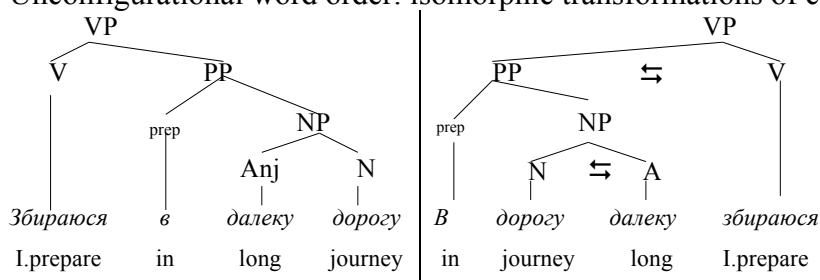 Unconfigurational word order: isomorphic transformations of c
VP VP
V PP PP ⇆ V
prep NP prep NP
Anj N N ⇆ A
Збираюся в далеку дорогу В дорогу далеку збираюся
I.prepare in long journey in journey long I.prepare